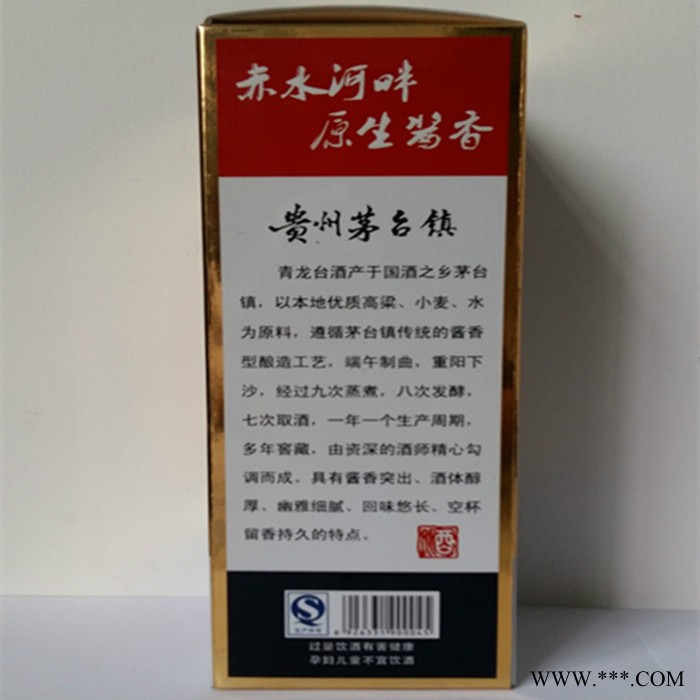 赤水河畔
原生酱香
贵州茅台镇
青龙台酒产于国酒之乡茅台
镇，以本地优质高粱、小麦、水
为原料，遵循茅台镇传统的酱香
型酿造工艺，端午制曲，重阳下
沙，经过九次蒸煮，八次发酵，
七次取酒，一年一个生产周期，
多年窖藏，由资深的酒师精心勾
调而成。具有酱香突出、酒体醇
厚、幽雅细腻、回味悠长、空杯
留香持久的特点。
过量饮酒有害健康
孕妇儿童不宜饮酒
WWW.***.COM